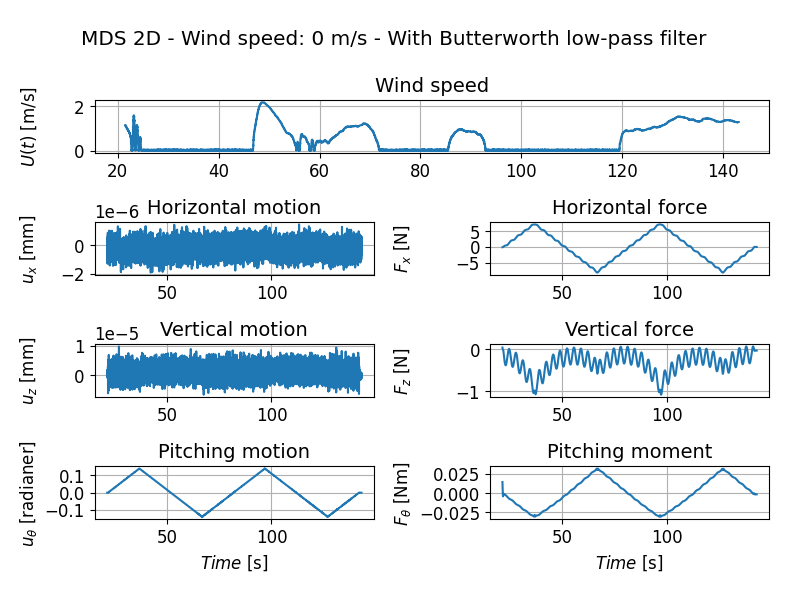 MDS 2D - Wind speed: 0 m/s - With Butterworth low-pass filter
Wind speed
U(t) [m/s]
2
0
20 40 60 80 100 120 140
1e−6 Horizontal motion
u_x [mm]
0
−2
50 100
Horizontal force
F_x [N]
5
0
−5
50 100
1e−5 Vertical motion
u_z [mm]
1
0
50 100
Vertical force
F_z [N]
0
−1
50 100
Pitching motion
u_θ [radianer]
0.1
0.0
−0.1
50 100
Time [s]
Pitching moment
F_θ [Nm]
0.025
0.000
−0.025
50 100
Time [s]